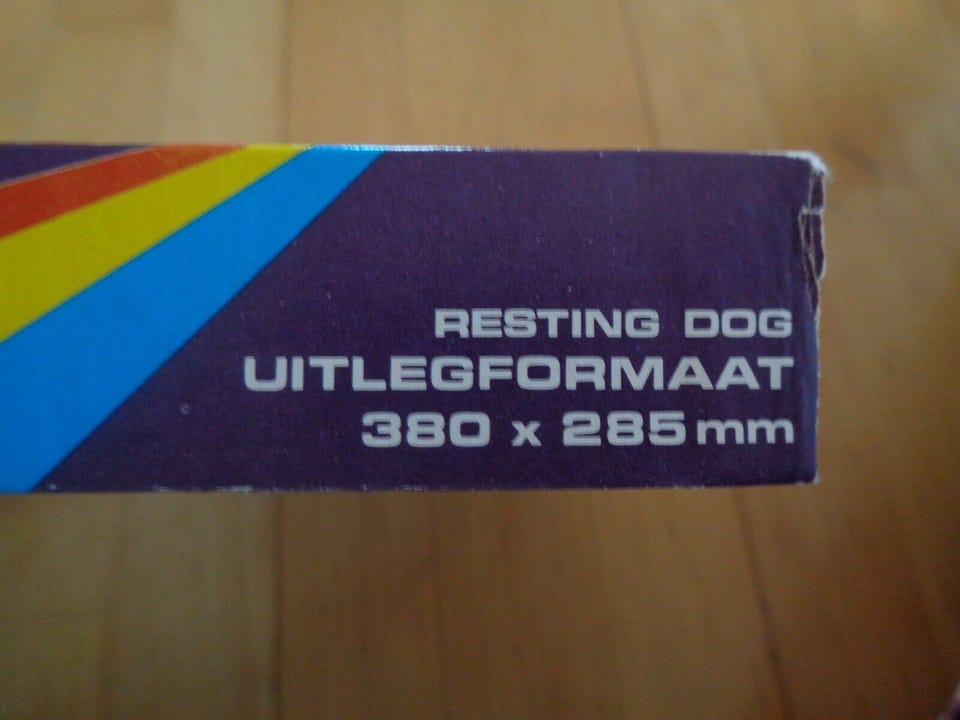 RESTING DOG
UITLEGFORMAAT
380 x 285 mm